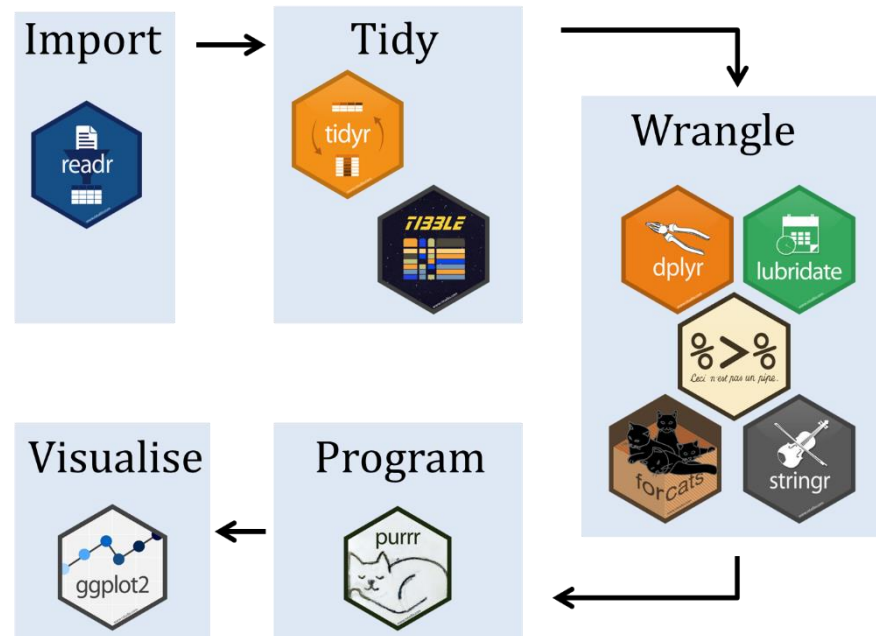 Import
Tidy
readr
tidyr
TIBBLE
Wrangle
dplyr
lubridate
%>%
Ceci n'est pas un pipe.
forcats
stringr
Visualise
Program
ggplot2
purrr